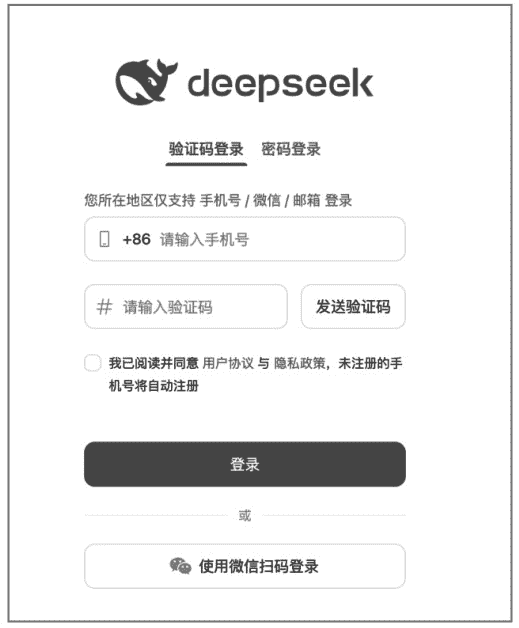 deepseek
验证码登录 密码登录
您所在地区仅支持 手机号 / 微信 / 邮箱 登录
+86 请输入手机号
# 请输入验证码 发送验证码
我已阅读并同意 用户协议 与 隐私政策，未注册的手
机号将自动注册
登录
或
使用微信扫码登录